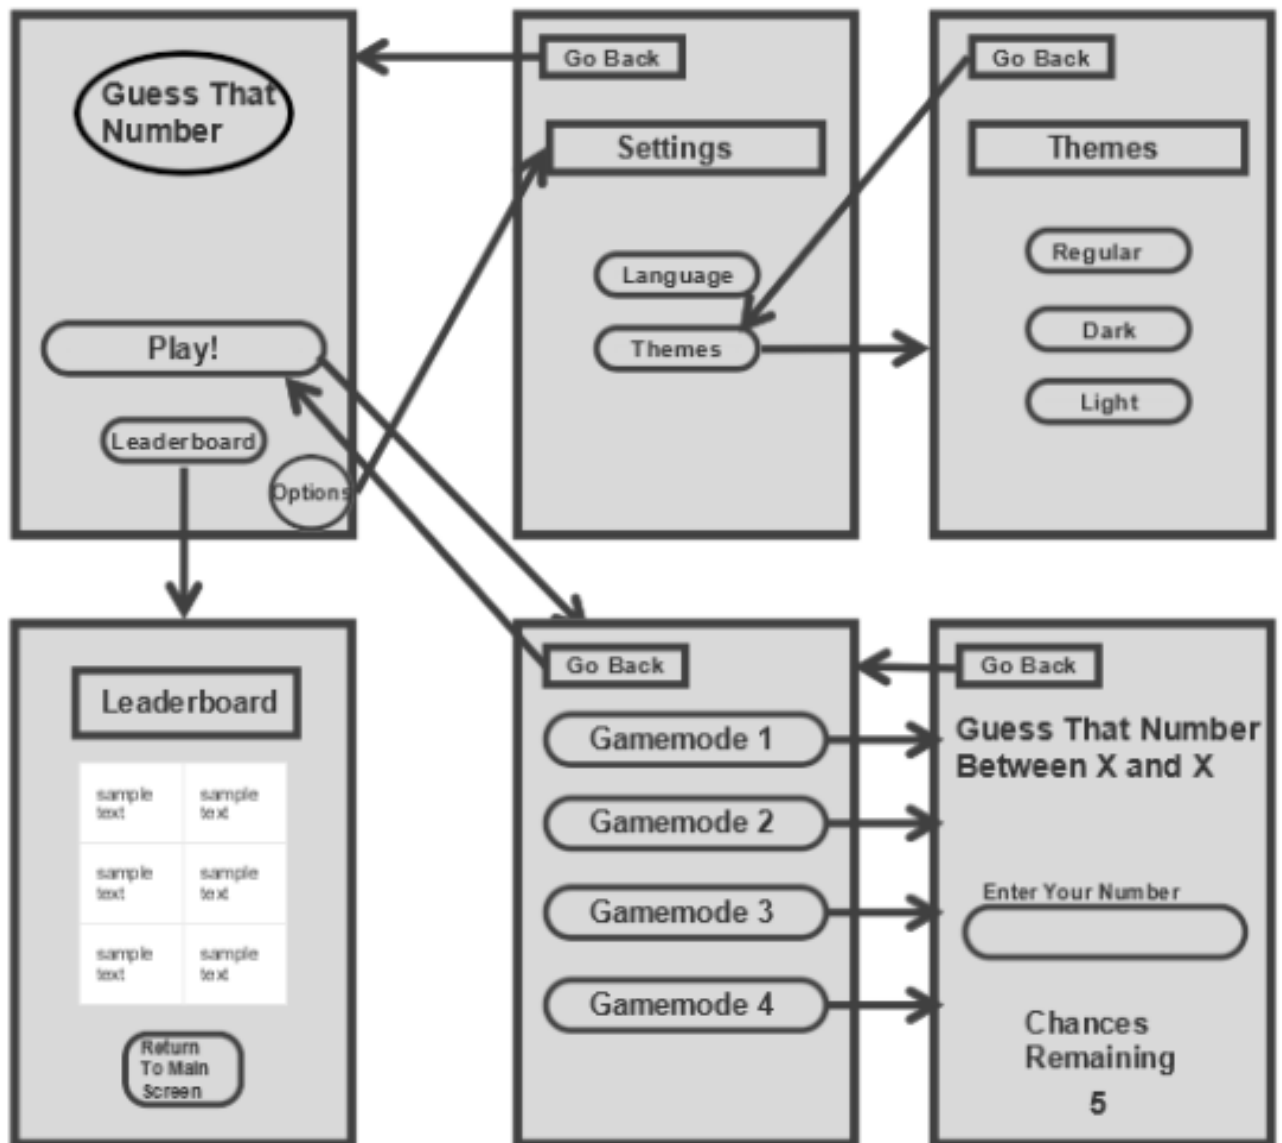 Guess That
Number
Play!
Leaderboard
Options
Go Back
Settings
Language
Themes
Go Back
Themes
Regular
Dark
Light
Leaderboard
sample
text
sample
text
sample
text
sample
text
sample
text
sample
text
Return
To Main
Screen
Go Back
Gamemode 1
Gamemode 2
Gamemode 3
Gamemode 4
Go Back
Guess That Number
Between X and X
Enter Your Number
Chances
Remaining
5